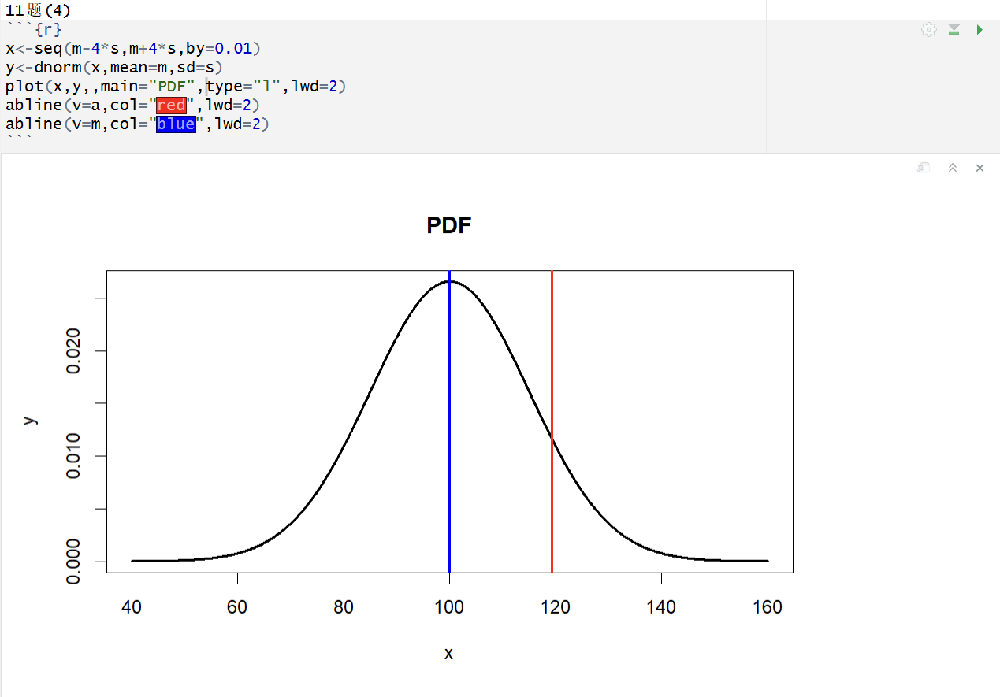 11题(4)
```{r}
x<-seq(m-4*s,m+4*s,by=0.01)
y<-dnorm(x,mean=m,sd=s)
plot(x,y,,main="PDF",type="l",lwd=2)
abline(v=a,col="red",lwd=2)
abline(v=m,col="blue",lwd=2)
```
PDF
0.020
0.010
0.000
y
40 60 80 100 120 140 160
x